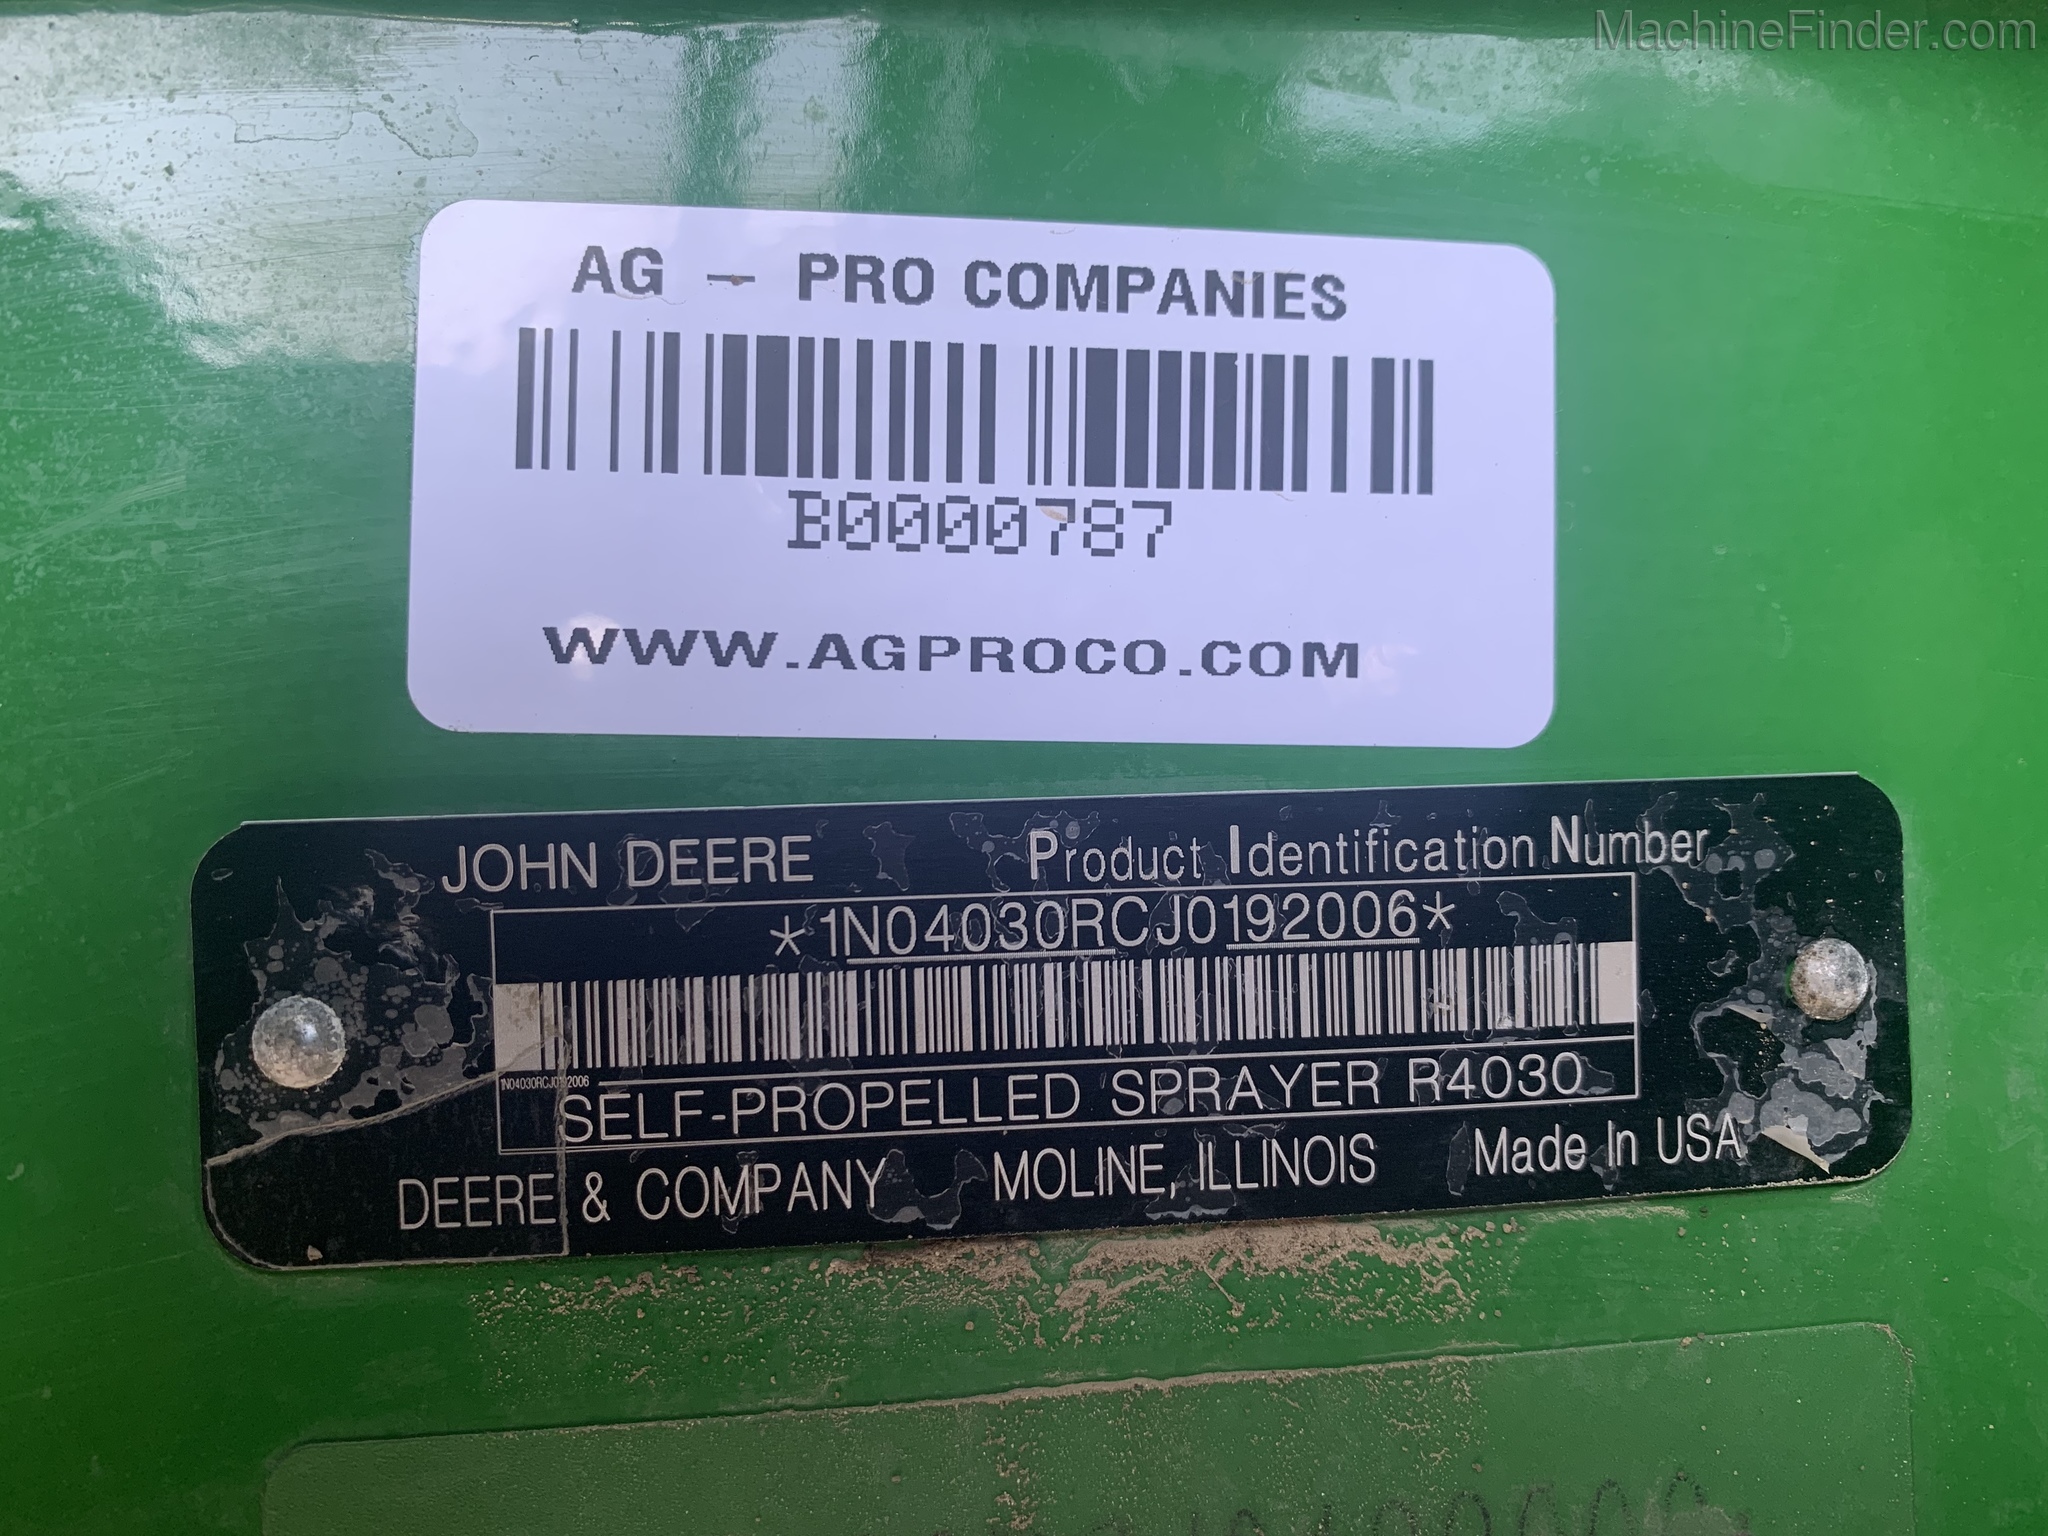 MachineFinder.com
AG - PRO COMPANIES
B0000787
WWW.AGPROCO.COM
JOHN DEERE Product Identification Number
*1N04030RCJ0192006*
1N04030RCJ0192006
SELF-PROPELLED SPRAYER R4030
DEERE & COMPANY MOLINE, ILLINOIS Made In USA